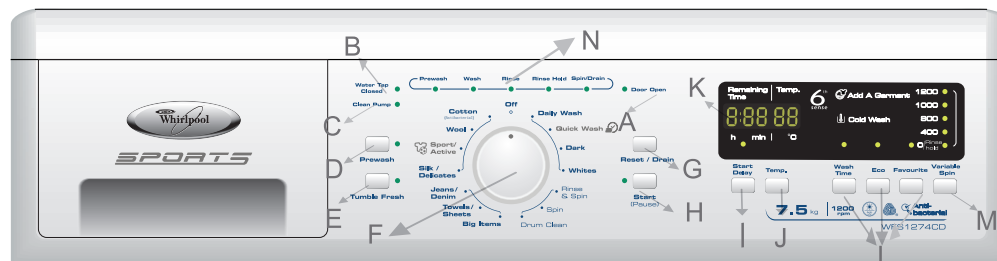 B
N
Prewash Wash Rinse Rinse Hold Spin/Drain
Water Tap
Closed
Door Open
Clean Pump
C
A
K
Remaining
Time
Temp.
8:88 88
h min °C
6th
sense
Add A Garment
Cold Wash
1200
1000
800
400
Rinse
hold
Whirlpool
SPORTS
D
Prewash
E
Tumble Fresh
Off
Cotton
Daily Wash
Wool
Quick Wash
Sport/
Active
Dark
Silk/
Delicates
Whites
Jeans/
Denim
Rinse
& Spin
Towels/
Sheets
Spin
Big Items
Drum Clean
F
Reset / Drain
G
Start
(Pause)
H
Start
Delay
Temp.
Wash
Time
Eco
Favourite
Variable
Spin
I
J
L
M
7.5 kg
1200
rpm
Anti-
bacterial
WFS1274CD